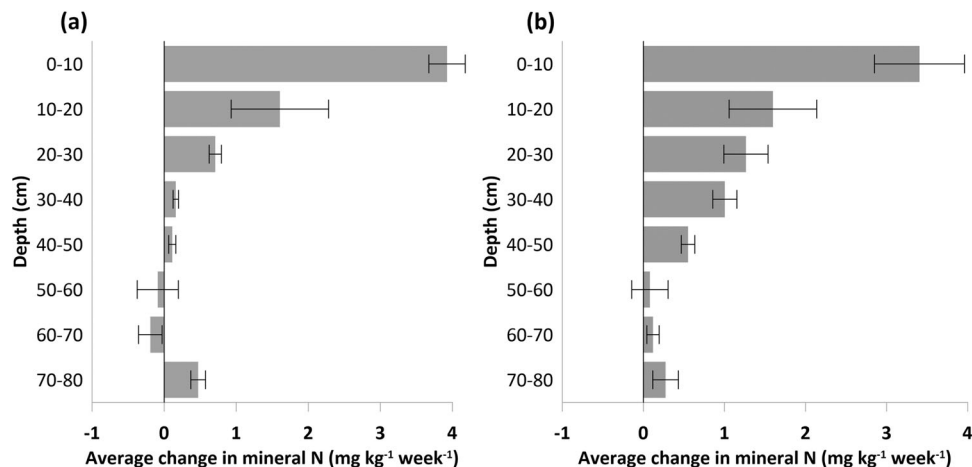 (a)
Depth (cm)
0-10
10-20
20-30
30-40
40-50
50-60
60-70
70-80
-1 0 1 2 3 4
Average change in mineral N (mg kg⁻¹ week⁻¹)
(b)
Depth (cm)
0-10
10-20
20-30
30-40
40-50
50-60
60-70
70-80
-1 0 1 2 3 4
Average change in mineral N (mg kg⁻¹ week⁻¹)